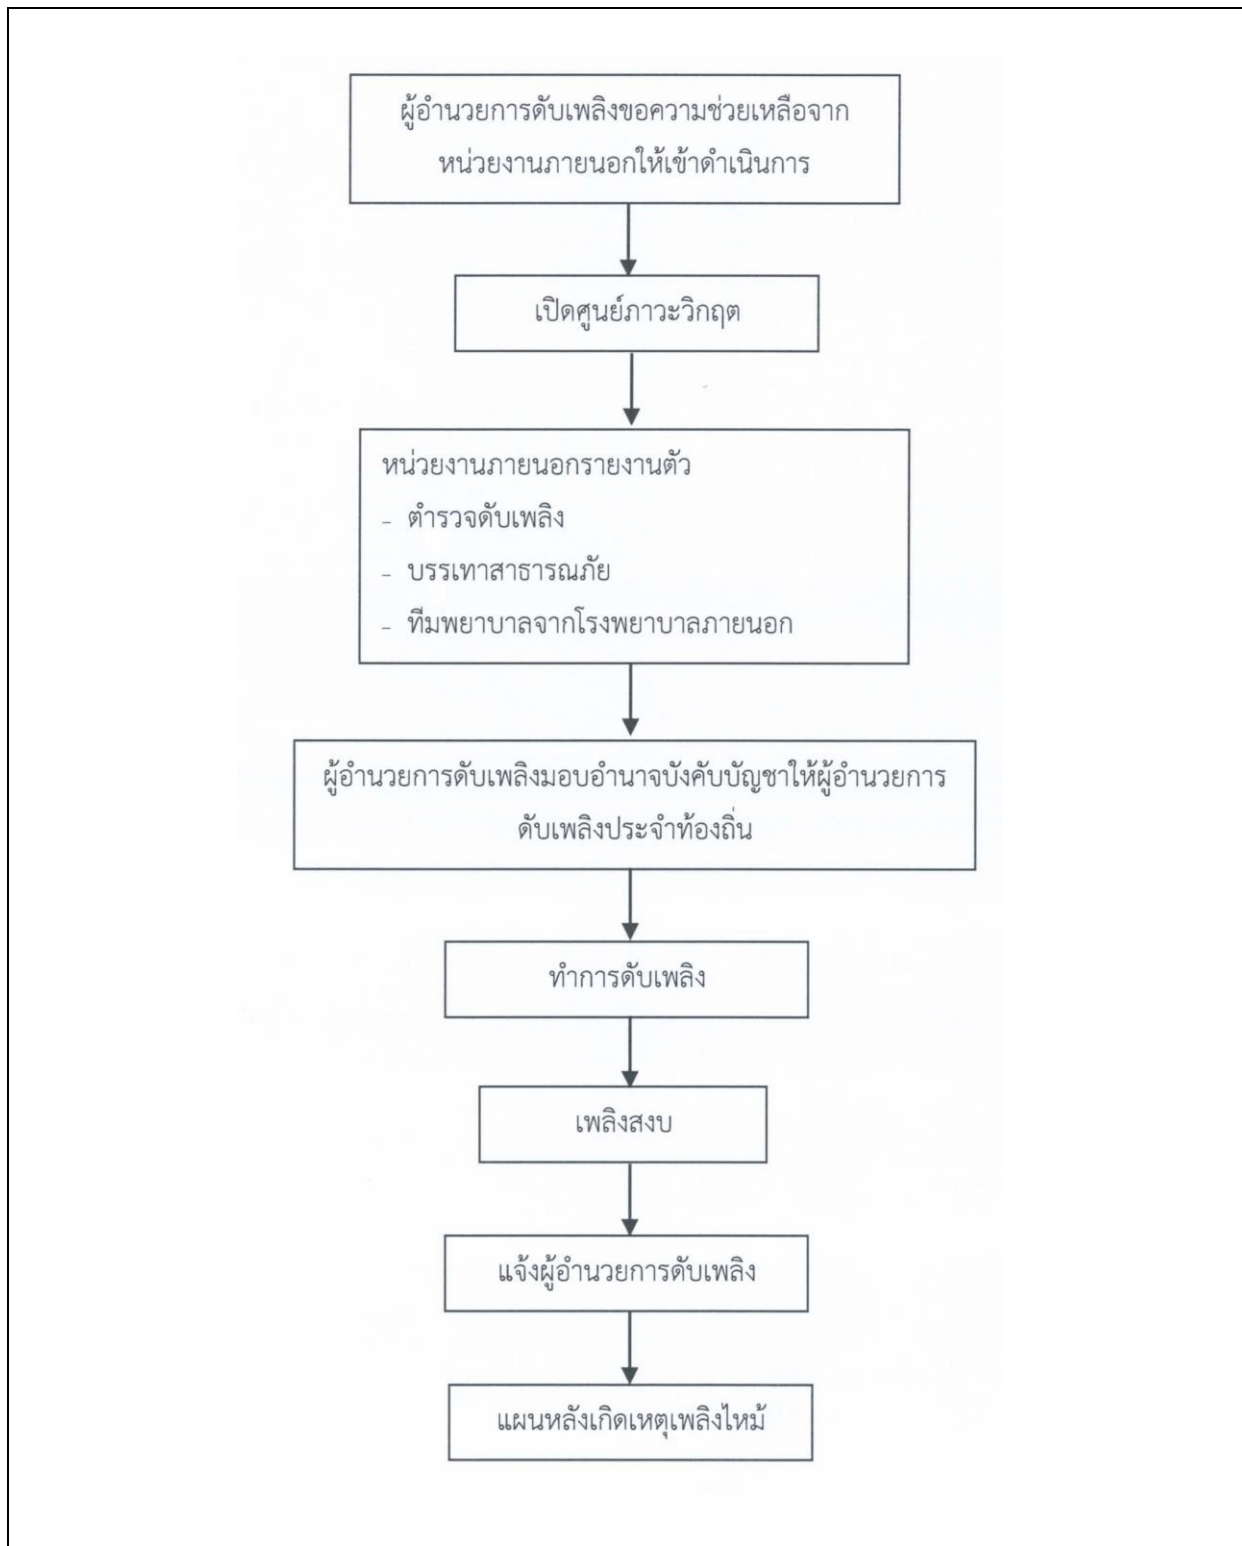 ผู้อำนวยการดับเพลิงขอความช่วยเหลือจาก
หน่วยงานภายนอกให้เข้าดำเนินการ
เปิดศูนย์ภาวะวิกฤต
หน่วยงานภายนอกรายงานตัว
- ตำรวจดับเพลิง
- บรรเทาสาธารณภัย
- ทีมพยาบาลจากโรงพยาบาลภายนอก
ผู้อำนวยการดับเพลิงมอบอำนาจบังคับบัญชาให้ผู้อำนวยการ
ดับเพลิงประจำท้องถิ่น
ทำการดับเพลิง
เพลิงสงบ
แจ้งผู้อำนวยการดับเพลิง
แผนหลังเกิดเหตุเพลิงไหม้